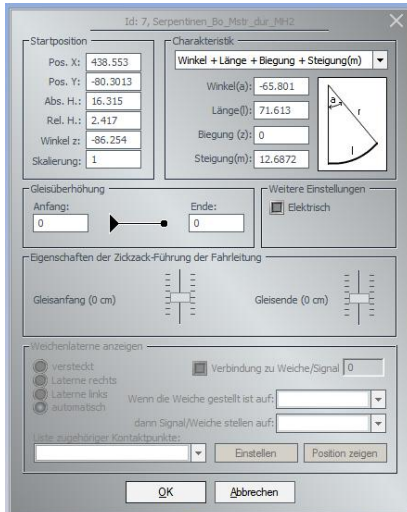 Id: 7, Serpentinen_Bo_Mstr_dur_MH2
Startposition
Pos. X: 438.553
Pos. Y: -80.3013
Abs. H.: 16.315
Rel. H.: 2.417
Winkel z: -86.254
Skalierung: 1
Charakteristik
Winkel + Länge + Biegung + Steigung(m)
Winkel(a): -65.801
Länge(l): 71.613
Biegung (z): 0
Steigung(m): 12.6872
a
r
l
Gleisüberhöhung
Anfang: Ende:
0 0
Weitere Einstellungen
Elektrisch
Eigenschaften der Zickzack-Führung der Fahrleitung
Gleisanfang (0 cm) Gleisende (0 cm)
Weichenlaterne anzeigen
versteckt
Laterne rechts
Laterne links
automatisch
Verbindung zu Weiche/Signal 0
Wenn die Weiche gestellt ist auf:
dann Signal/Weiche stellen auf:
Liste zugehöriger Kontaktpunkte:
Einstellen Position zeigen
OK Abbrechen